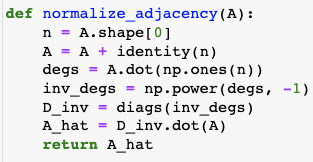 def normalize_adjacency(A):
    n = A.shape[0]
    A = A + identity(n)
    degs = A.dot(np.ones(n))
    inv_degs = np.power(degs, -1)
    D_inv = diags(inv_degs)
    A_hat = D_inv.dot(A)
    return A_hat